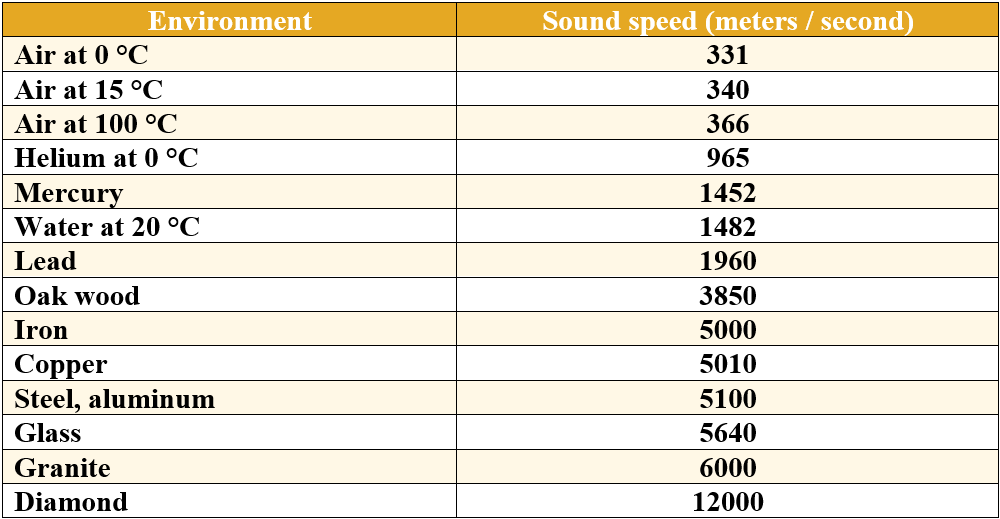 Environment Sound speed (meters / second)
Air at 0 °C 331
Air at 15 °C 340
Air at 100 °C 366
Helium at 0 °C 965
Mercury 1452
Water at 20 °C 1482
Lead 1960
Oak wood 3850
Iron 5000
Copper 5010
Steel, aluminum 5100
Glass 5640
Granite 6000
Diamond 12000